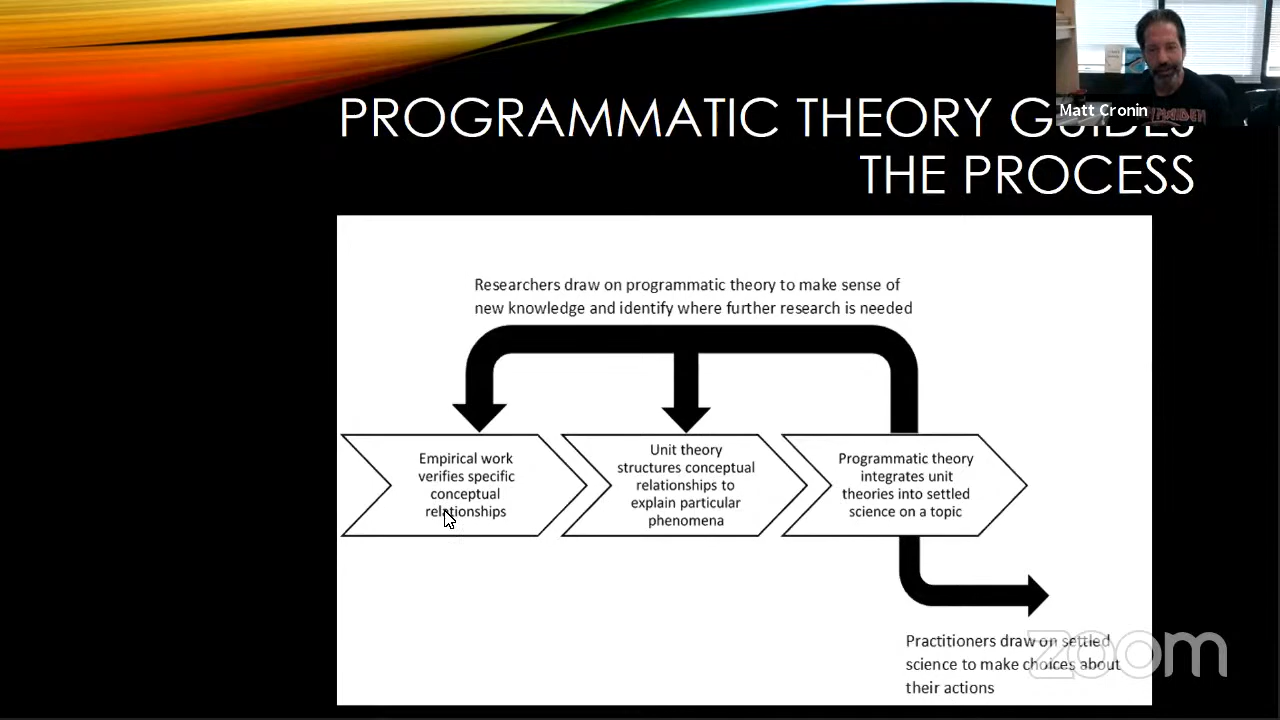 PROGRAMMATIC THEORY GUIDES
THE PROCESS
Matt Cronin
Researchers draw on programmatic theory to make sense of
new knowledge and identify where further research is needed
Empirical work
verifies specific
conceptual
relationships
Unit theory
structures conceptual
relationships to
explain particular
phenomena
Programmatic theory
integrates unit
theories into settled
science on a topic
Practitioners draw on settled
science to make choices about
their actions
zoom